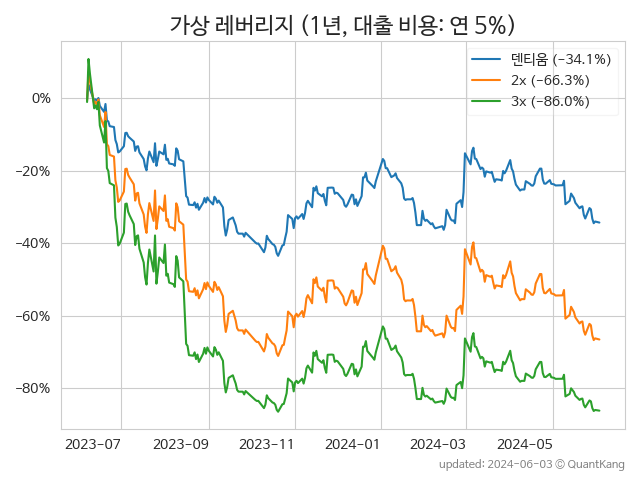 가상 레버리지 (1년, 대출 비용: 연 5%)
덴티움 (−34.1%)
2x (−66.3%)
3x (−86.0%)
0%
−20%
−40%
−60%
−80%
2023-07 2023-09 2023-11 2024-01 2024-03 2024-05
updated: 2024-06-03 © QuantKang